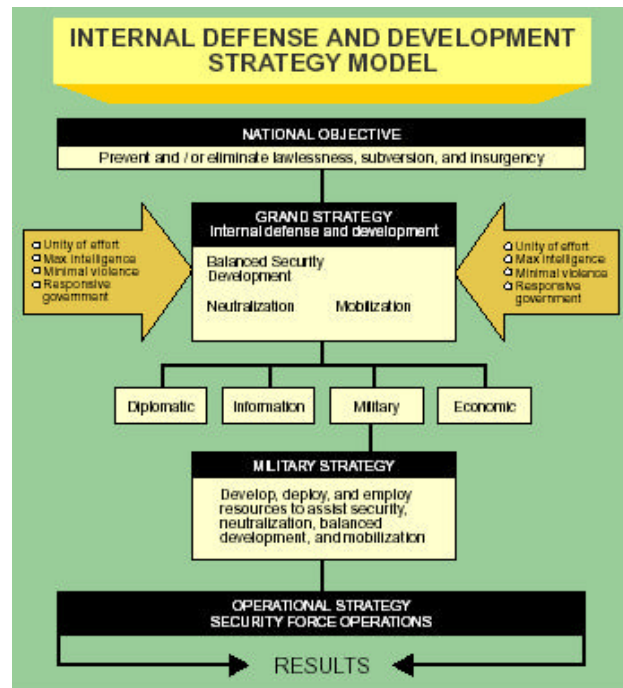 INTERNAL DEFENSE AND DEVELOPMENT
STRATEGY MODEL
NATIONAL OBJECTIVE
Prevent and / or eliminate lawlessness, subversion, and insurgency
GRAND STRATEGY
Internal defense and development
Balanced Security
Development
Neutralization Mobilization
Unity of effort
Max intelligence
Minimal violence
Responsive
government
Unity of effort
Max intelligence
Minimal violence
Responsive
government
Diplomatic
Information
Military
Economic
MILITARY STRATEGY
Develop, deploy, and employ
resources to assist security,
neutralization, balanced
development, and mobilization
OPERATIONAL STRATEGY
SECURITY FORCE OPERATIONS
RESULTS